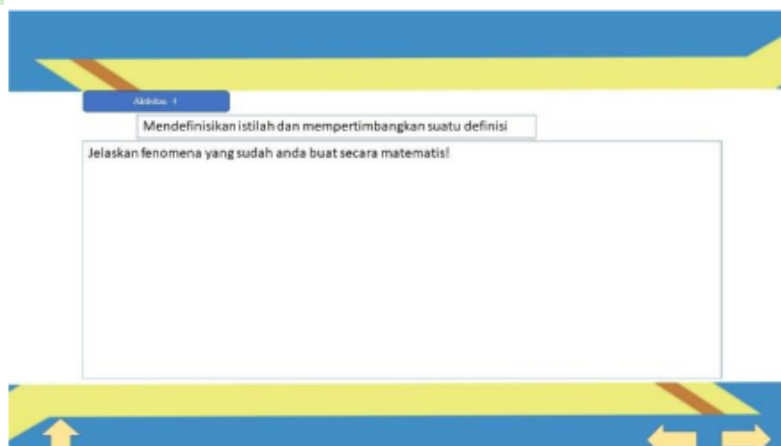 Aktivitas 4
Mendefinisikan istilah dan mempertimbangkan suatu definisi
Jelaskan fenomena yang sudah anda buat secara matematis!